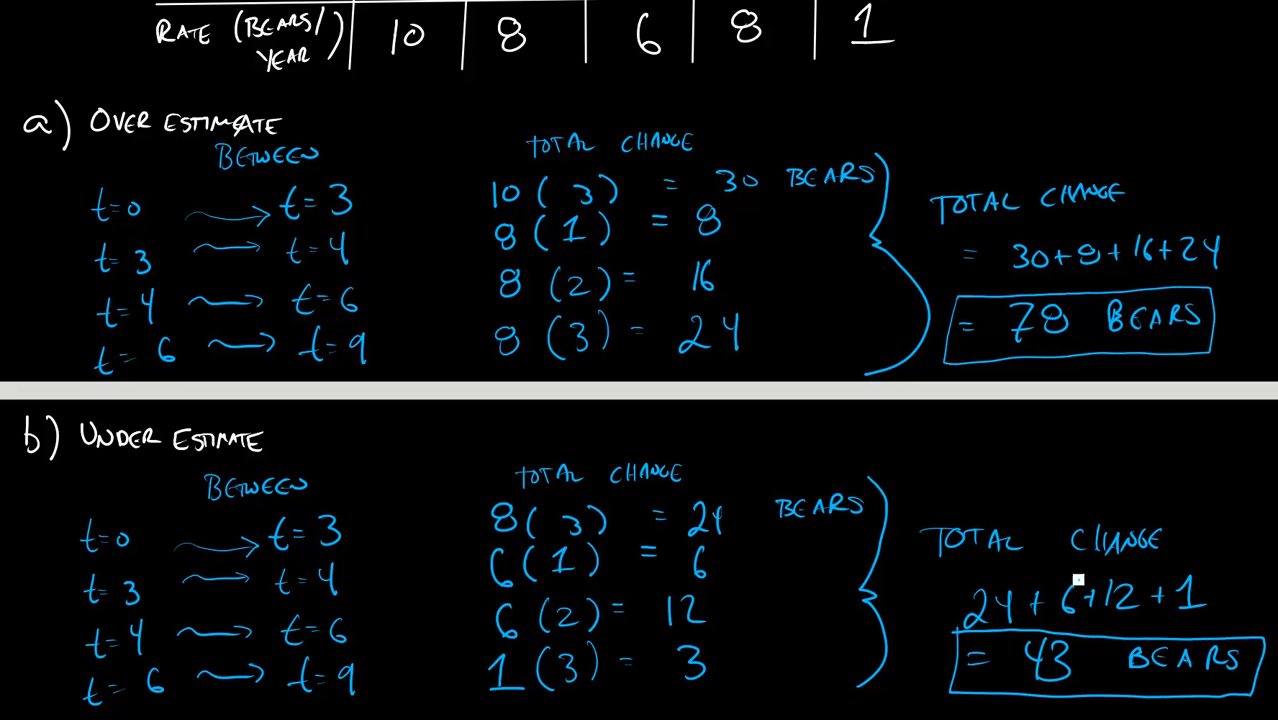 RATE (BEARS/YEAR) | 10 | 8 | 6 | 8 | 1
a) OVER ESTIMATE
BETWEEN TOTAL CHANGE
t=0 → t=3 10(3) = 30 BEARS
t=3 → t=4 8(1) = 8
t=4 → t=6 8(2) = 16
t=6 → t=9 8(3) = 24
TOTAL CHANGE
= 30+8+16+24
= 78 BEARS
b) UNDER ESTIMATE
BETWEEN TOTAL CHANGE
t=0 → t=3 8(3) = 24 BEARS
t=3 → t=4 6(1) = 6
t=4 → t=6 6(2) = 12
t=6 → t=9 1(3) = 3
TOTAL CHANGE
24+6+12+1
= 43 BEARS